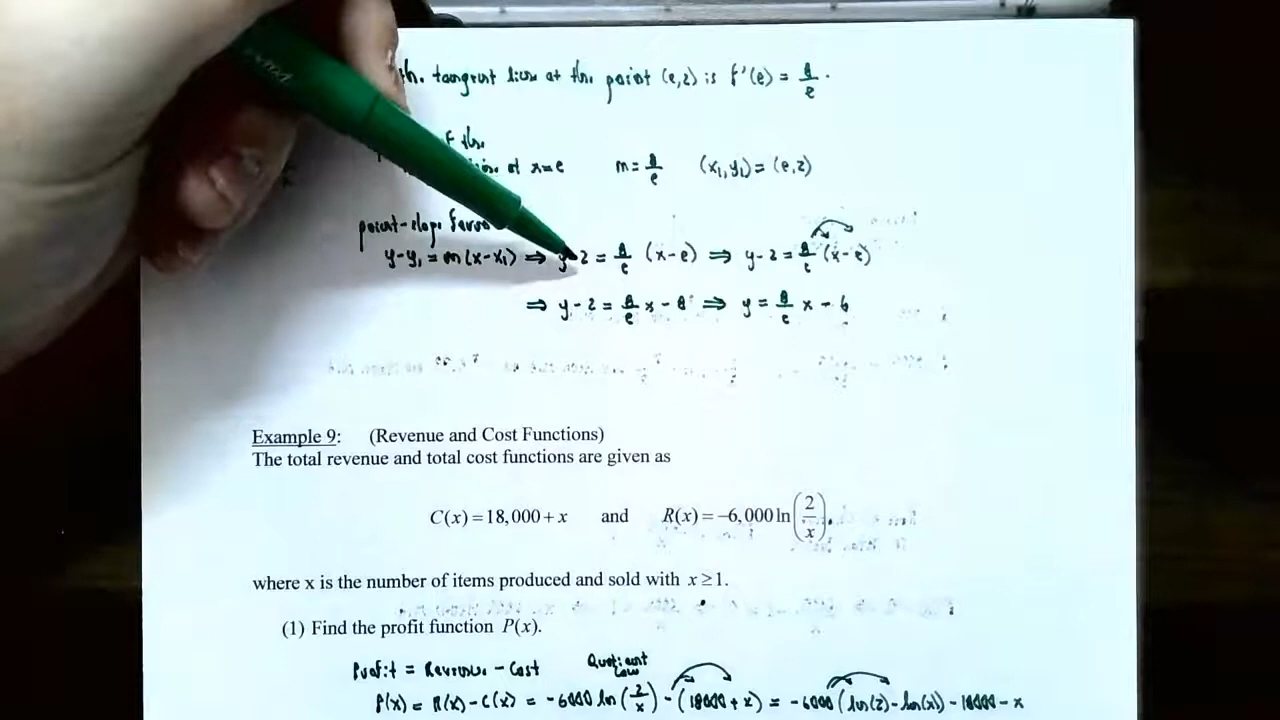 tangent line at the point (e,2) is f'(e) = 8/e.
of the
line at x=e m = 8/e (x₁,y₁) = (e,2)
point-slope form
y-y₁ = m(x-x₁) ⇒ y-2 = 8/e (x-e) ⇒ y-2 = 8/e (x-e)
⇒ y-2 = 8/e x - 8 ⇒ y = 8/e x - 6
Example 9: (Revenue and Cost Functions)
The total revenue and total cost functions are given as
C(x)=18,000+x and R(x)=-6,000 ln(2/x),
where x is the number of items produced and sold with x≥1.
(1) Find the profit function P(x).
Profit = Revenue - Cost Quotient Law
P(x) = R(x)-C(x) = -6000 ln(2/x) - (18000 + x) = -6000 (ln(2)-ln(x)) - 18000 - x